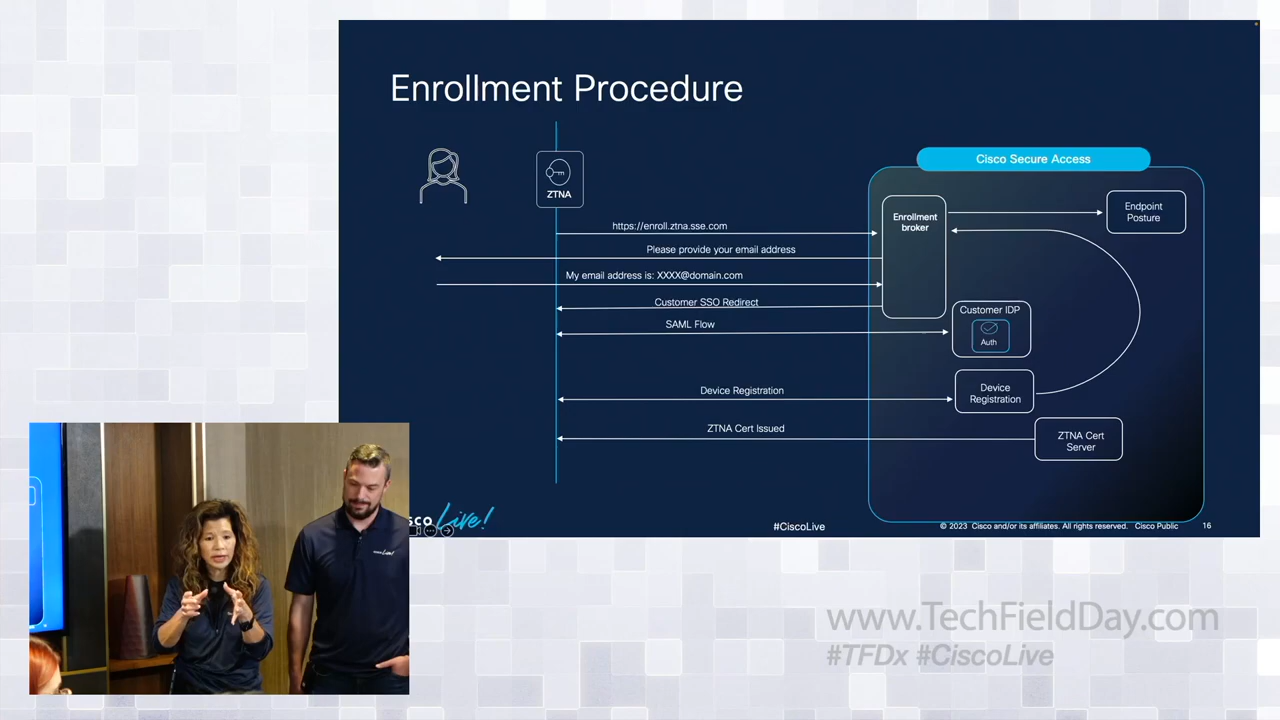 Enrollment Procedure
Cisco Secure Access
ZTNA
Enrollment
broker
Endpoint
Posture
https://enroll.ztna.sse.com
Please provide your email address
My email address is: XXXX@domain.com
Customer SSO Redirect
SAML Flow
Customer IDP
Auth
Device Registration
Device
Registration
ZTNA Cert Issued
ZTNA Cert
Server
sco Live!
#CiscoLive
© 2023 Cisco and/or its affiliates. All rights reserved. Cisco Public
16
www.TechFieldDay.com
#TFDx #CiscoLive